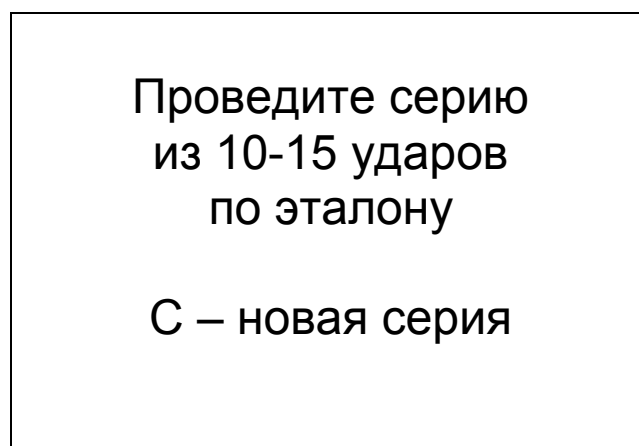 Проведите серию
из 10-15 ударов
по эталону
С – новая серия